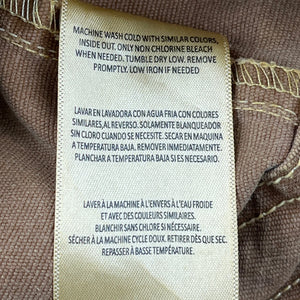 MACHINE WASH COLD WITH SIMILAR COLORS,
INSIDE OUT. ONLY NON CHLORINE BLEACH
WHEN NEEDED. TUMBLE DRY LOW. REMOVE
PROMPTLY. LOW IRON IF NEEDED
LAVAR EN LAVADORA CON AGUA FRIA CON COLORES
SIMILARES, AL REVERSO. SOLAMENTE BLANQUEADOR
SIN CLORO CUANDO SE NECESITE. SECAR EN MAQUINA
A TEMPERATURA BAJA. REMOVER INMEDIATAMENTE.
PLANCHAR A TEMPERATURA BAJA SI ES NECESARIO.
LAVER À LA MACHINE À L'ENVERS À L'EAU FROIDE
ET AVEC DES COULEURS SIMILAIRES.
BLANCHIR SANS CHLORE SI NÉCESSAIRE.
SÉCHER À LA MACHINE CYCLE DOUX. RETIRER DÈS QUE SEC.
REPASSER À BASSE TEMPÉRATURE.